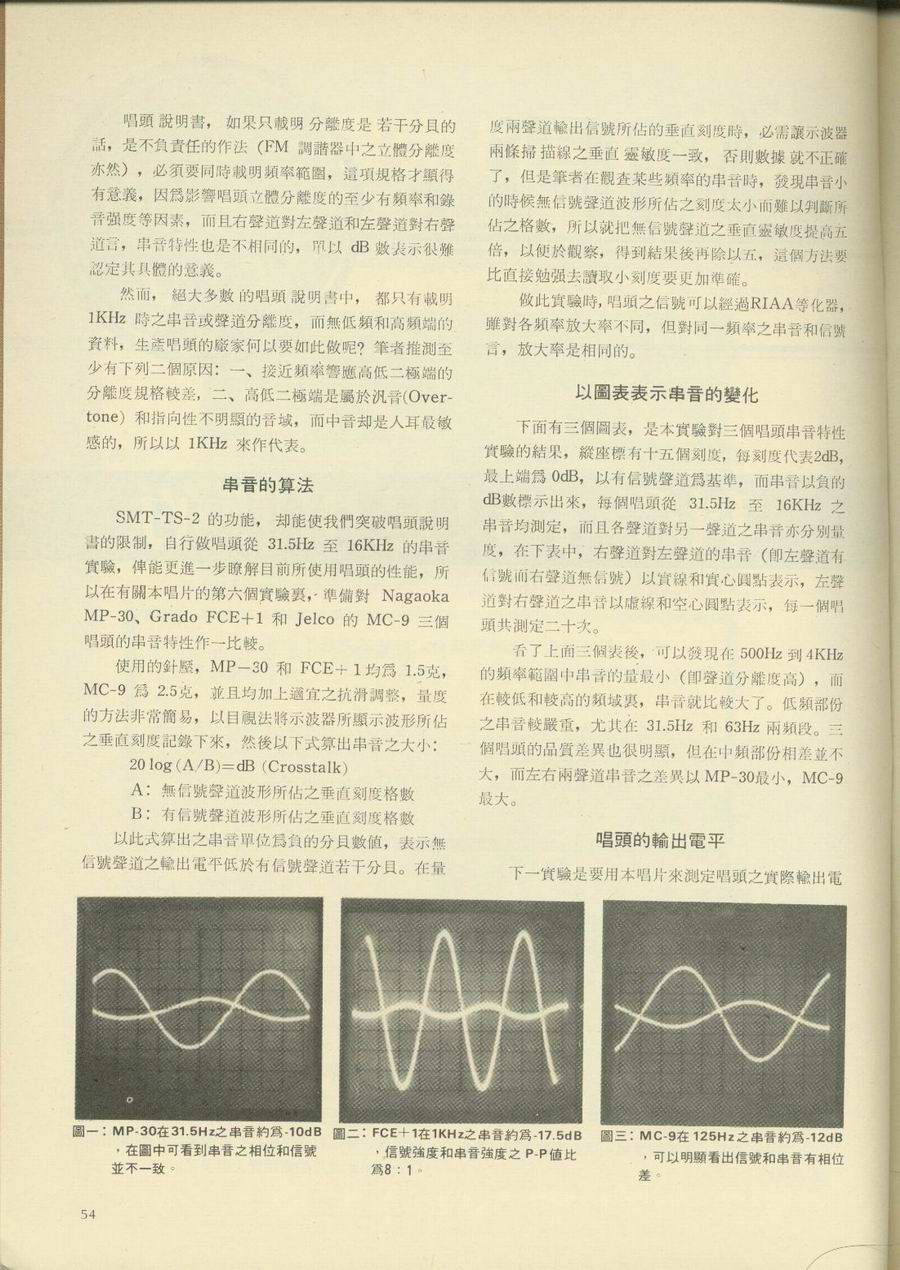 唱頭說明書，如果只載明分離度是若干分貝的
話，是不負責任的作法 (FM 調諧器中之立體分離度
亦然），必須要同時載明頻率範圍，這項規格才顯得
有意義，因爲影響唱頭立體分離度的至少有頻率和錄
音强度等因素，而且右聲道對左聲道和左聲道對右聲
道言，串音特性也是不相同的，單以 dB 數表示很難
認定其具體的意義。
然而，絕大多數的唱頭說明書中，都只有載明
1KHz 時之串音或聲道分離度，而無低頻和高頻端的
資料，生產唱頭的廠家何以要如此做呢？筆者推測至
少有下列二個原因：一、接近頻率響應高低二極端的
分離度規格較差，二、高低二極端是屬於汎音(Over-
tone) 和指向性不明顯的音域，而中音却是人耳最敏
感的，所以以 1KHz 來作代表。
串音的算法
SMT-TS-2 的功能，却能使我們突破唱頭說明
書的限制，自行做唱頭從 31.5Hz 至 16KHz 的串音
實驗，俾能更進一步瞭解目前所使用唱頭的性能，所
以在有關本唱片的第六個實驗裏，準備對 Nagaoka
MP-30、Grado FCE+1 和 Jelco 的 MC-9 三個
唱頭的串音特性作一比較。
使用的針壓，MP-30 和 FCE+1均爲 1.5克，
MC-9 爲 2.5克，並且均加上適宜之抗滑調整，量度
的方法非常簡易，以目視法將示波器所顯示波形所佔
之垂直刻度記錄下來，然後以下式算出串音之大小：
20 log (A/B)=dB (Crosstalk)
A：無信號聲道波形所佔之垂直刻度格數
B：有信號聲道波形所佔之垂直刻度格數
以此式算出之串音單位爲負的分貝數値，表示無
信號聲道之輸出電平低於有信號聲道若干分貝。在量
度兩聲道輸出信號所佔的垂直刻度時，必需讓示波器
兩條掃描線之垂直靈敏度一致，否則數據就不正確
了，但是筆者在觀查某些頻率的串音時，發現串音小
的時候無信號聲道波形所佔之刻度太小而難以判斷所
佔之格數，所以就把無信號聲道之垂直靈敏度提高五
倍，以便於觀察，得到結果後再除以五，這個方法要
比直接勉强去讀取小刻度要更加準確。
做此實驗時，唱頭之信號可以經過RIAA等化器，
雖對各頻率放大率不同，但對同一頻率之串音和信號
言，放大率是相同的。
以圖表表示串音的變化
下面有三個圖表，是本實驗對三個唱頭串音特性
實驗的結果，縱座標有十五個刻度，每刻度代表2dB，
最上端爲 0dB，以有信號聲道爲基準，而串音以負的
dB數標示出來，每個唱頭從 31.5Hz 至 16KHz 之
串音均測定，而且各聲道對另一聲道之串音亦分別量
度，在下表中，右聲道對左聲道的串音（即左聲道有
信號而右聲道無信號）以實線和實心圓點表示，左聲
道對右聲道之串音以虛線和空心圓點表示，每一個唱
頭共測定二十次。
看了上面三個表後，可以發現在 500Hz 到 4KHz
的頻率範圍中串音的量最小（卽聲道分離度高），而
在較低和較高的頻域裏，串音就比較大了。低頻部份
之串音較嚴重，尤其在 31.5Hz 和 63Hz 兩頻段。三
個唱頭的品質差異也很明顯，但在中頻部份相差並不
大，而左右兩聲道串音之差異以 MP-30最小，MC-9
最大。
唱頭的輸出電平
下一實驗是要用本唱片來測定唱頭之實際輸出電
圖一：MP-30在31.5Hz之串音約爲-10dB
，在圖中可看到串音之相位和信號
並不一致。
圖二：FCE+1在1KHz之串音約爲-17.5dB
，信號強度和串音強度之 P-P値比
爲8：1。
圖三：MC-9在125Hz之串音約爲-12dB
，可以明顯看出信號和串音有相位
差。
54